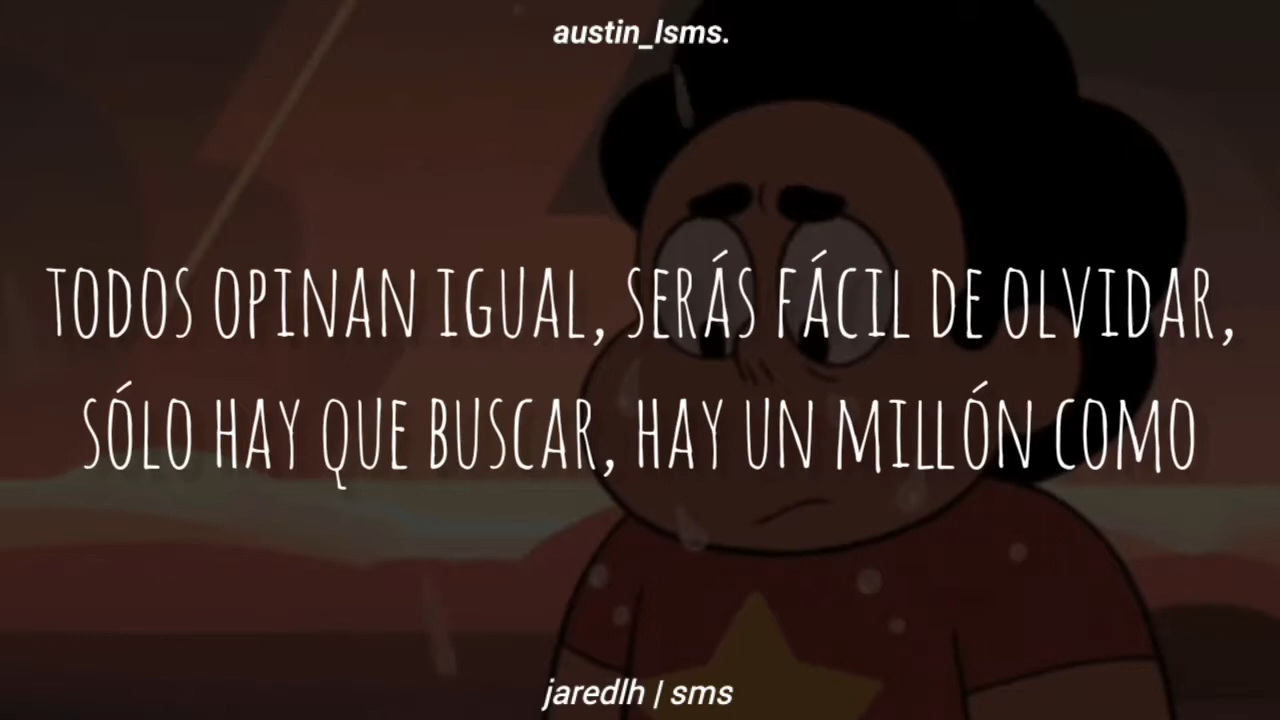 austin_lsms.
TODOS OPINAN IGUAL, SERÁS FÁCIL DE OLVIDAR,
SÓLO HAY QUE BUSCAR, HAY UN MILLÓN COMO
jaredlh | sms